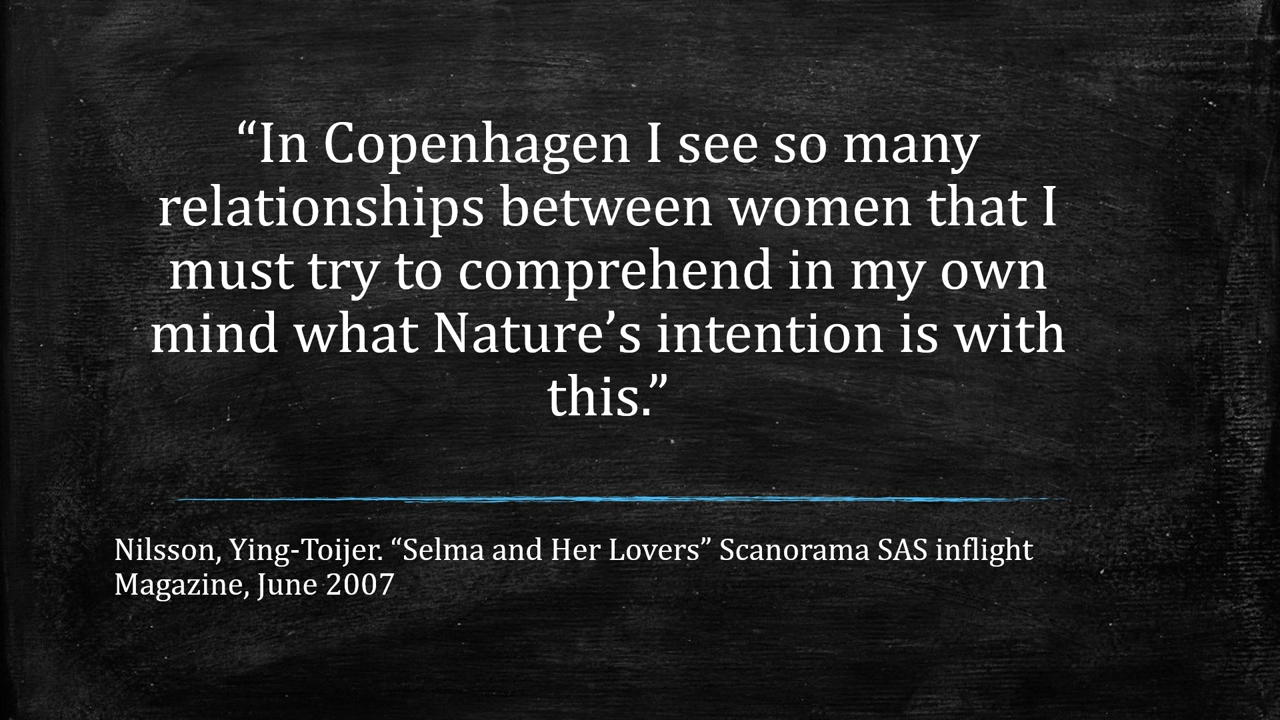 “In Copenhagen I see so many
relationships between women that I
must try to comprehend in my own
mind what Nature’s intention is with
this.”
Nilsson, Ying-Toijer. “Selma and Her Lovers” Scanorama SAS inflight
Magazine, June 2007